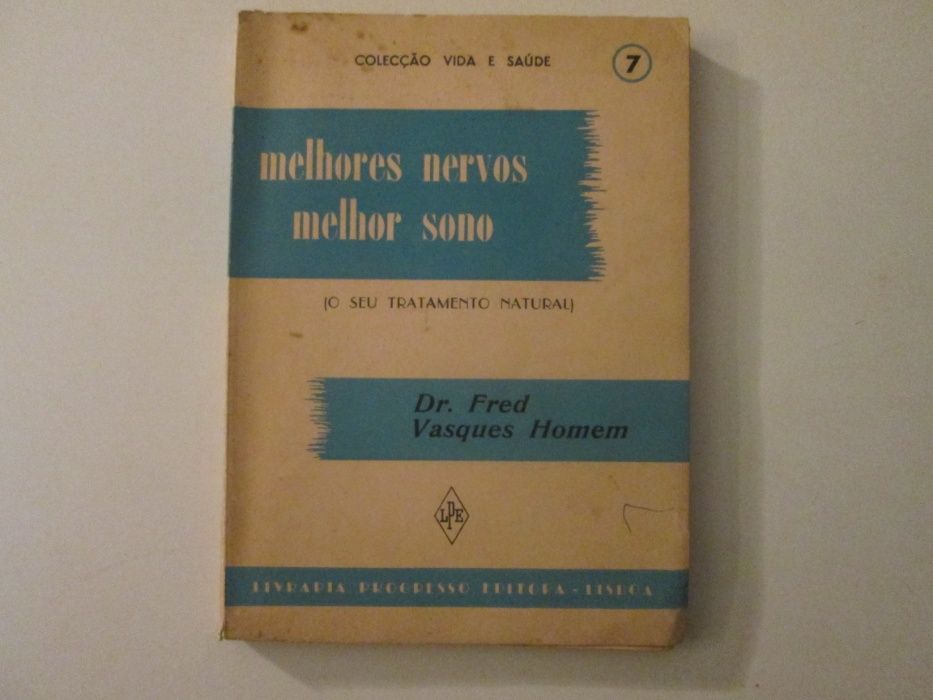 COLECÇÃO VIDA E SAÚDE
7
melhores nervos
melhor sono
(O SEU TRATAMENTO NATURAL)
Dr. Fred
Vasques Homem
LPE
LIVRARIA PROGRESSO EDITORA - LISBOA